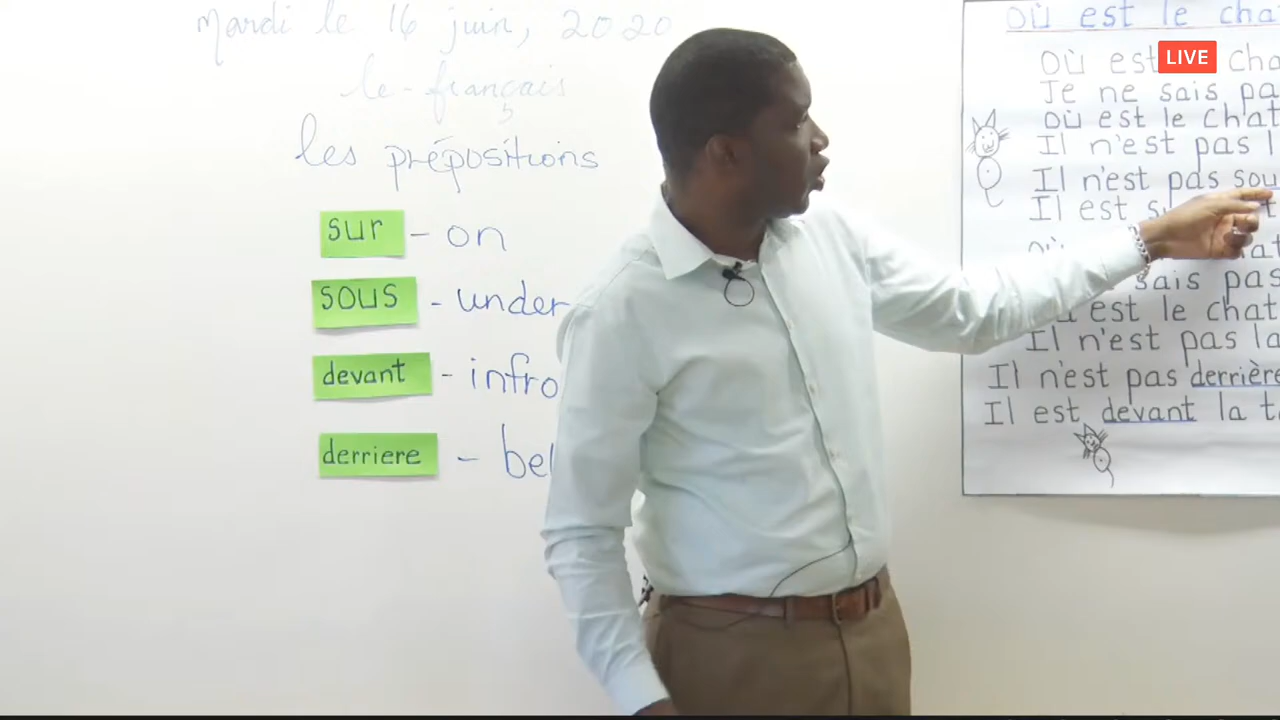 Mardi le 16 juin, 2020
le français
les prépositions
sur - on
sous - under
devant - infro
derriere - bel
Où est le cha
LIVE
Où est cha
Je ne sais pa
Où est le chat
Il n'est pas l
Il n'est pas sou
Il est
sais pas
est le chat
Il n'est pas la
Il n'est pas derrière
Il est devant la t